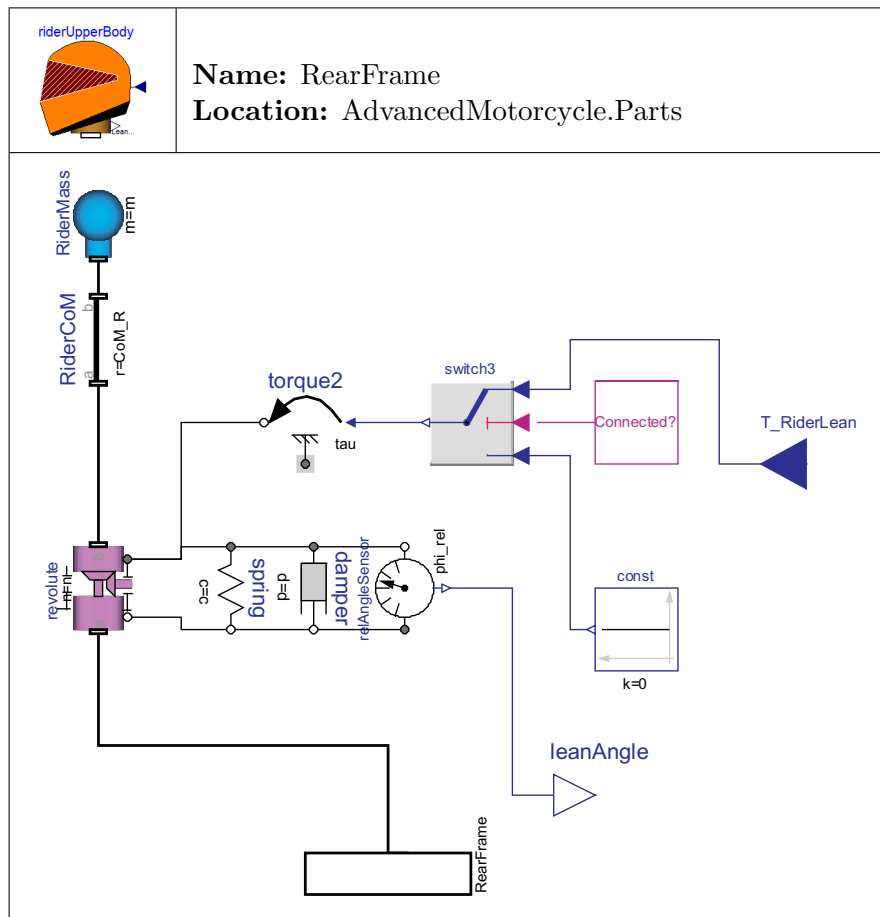 riderUpperBody
Lean...
Name: RearFrame
Location: AdvancedMotorcycle.Parts
RiderMass
m=m
RiderCoM
b
a
r=CoM_R
torque2
tau
switch3
Connected?
T_RiderLean
revolute
c=c
spring
d=d
damper
relAngleSensor
phi_rel
const
k=0
leanAngle
RearFrame